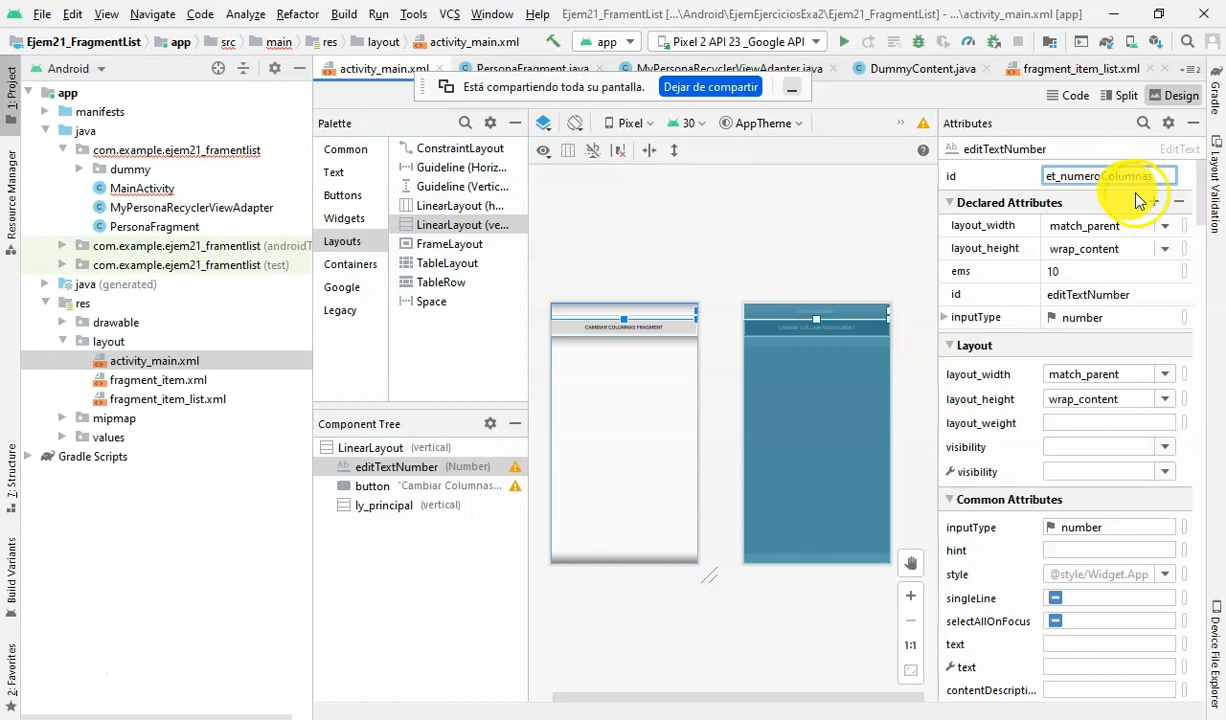 File Edit View Navigate Code Analyze Refactor Build Run Tools VCS Window Help Ejem21_FramentList [...\Android\EjemEjerciciosExa2\Ejem21_FragmentList] - ...\activity_main.xml [app]
Ejem21_FragmentList app src main res layout activity_main.xml app Pixel 2 API 23 _Google API
Android activity_main.xml PersonaFragment.java MyPersonaRecyclerViewAdapter.java DummyContent.java fragment_item_list.xml
Está compartiendo toda su pantalla. Dejar de compartir
Code Split Design
1: Project
Resource Manager
Z: Structure
Build Variants
2: Favorites
app
manifests
java
com.example.ejem21_framentlist
dummy
MainActivity
MyPersonaRecyclerViewAdapter
PersonaFragment
com.example.ejem21_framentlist (androidT
com.example.ejem21_framentlist (test)
java (generated)
res
drawable
layout
activity_main.xml
fragment_item.xml
fragment_item_list.xml
mipmap
values
Gradle Scripts
Palette
Common
Text
Buttons
Widgets
Layouts
Containers
Google
Legacy
ConstraintLayout
Guideline (Horiz...
Guideline (Vertic...
LinearLayout (h...
LinearLayout (ve...
FrameLayout
TableLayout
TableRow
Space
Component Tree
LinearLayout (vertical)
Ab editTextNumber (Number)
button "Cambiar Columnas...
ly_principal (vertical)
Pixel 30 AppTheme
CAMBIAR COLUMNAS FRAGMENT
1:1
Attributes
Ab editTextNumber EditText
id et_numeroColumnas
Declared Attributes
layout_width match_parent
layout_height wrap_content
ems 10
id editTextNumber
inputType number
Layout
layout_width match_parent
layout_height wrap_content
layout_weight
visibility
visibility
Common Attributes
inputType number
hint
style @style/Widget.App
singleLine
selectAllOnFocus
text
text
contentDescripti...
Gradle
Layout Validation
Device File Explorer